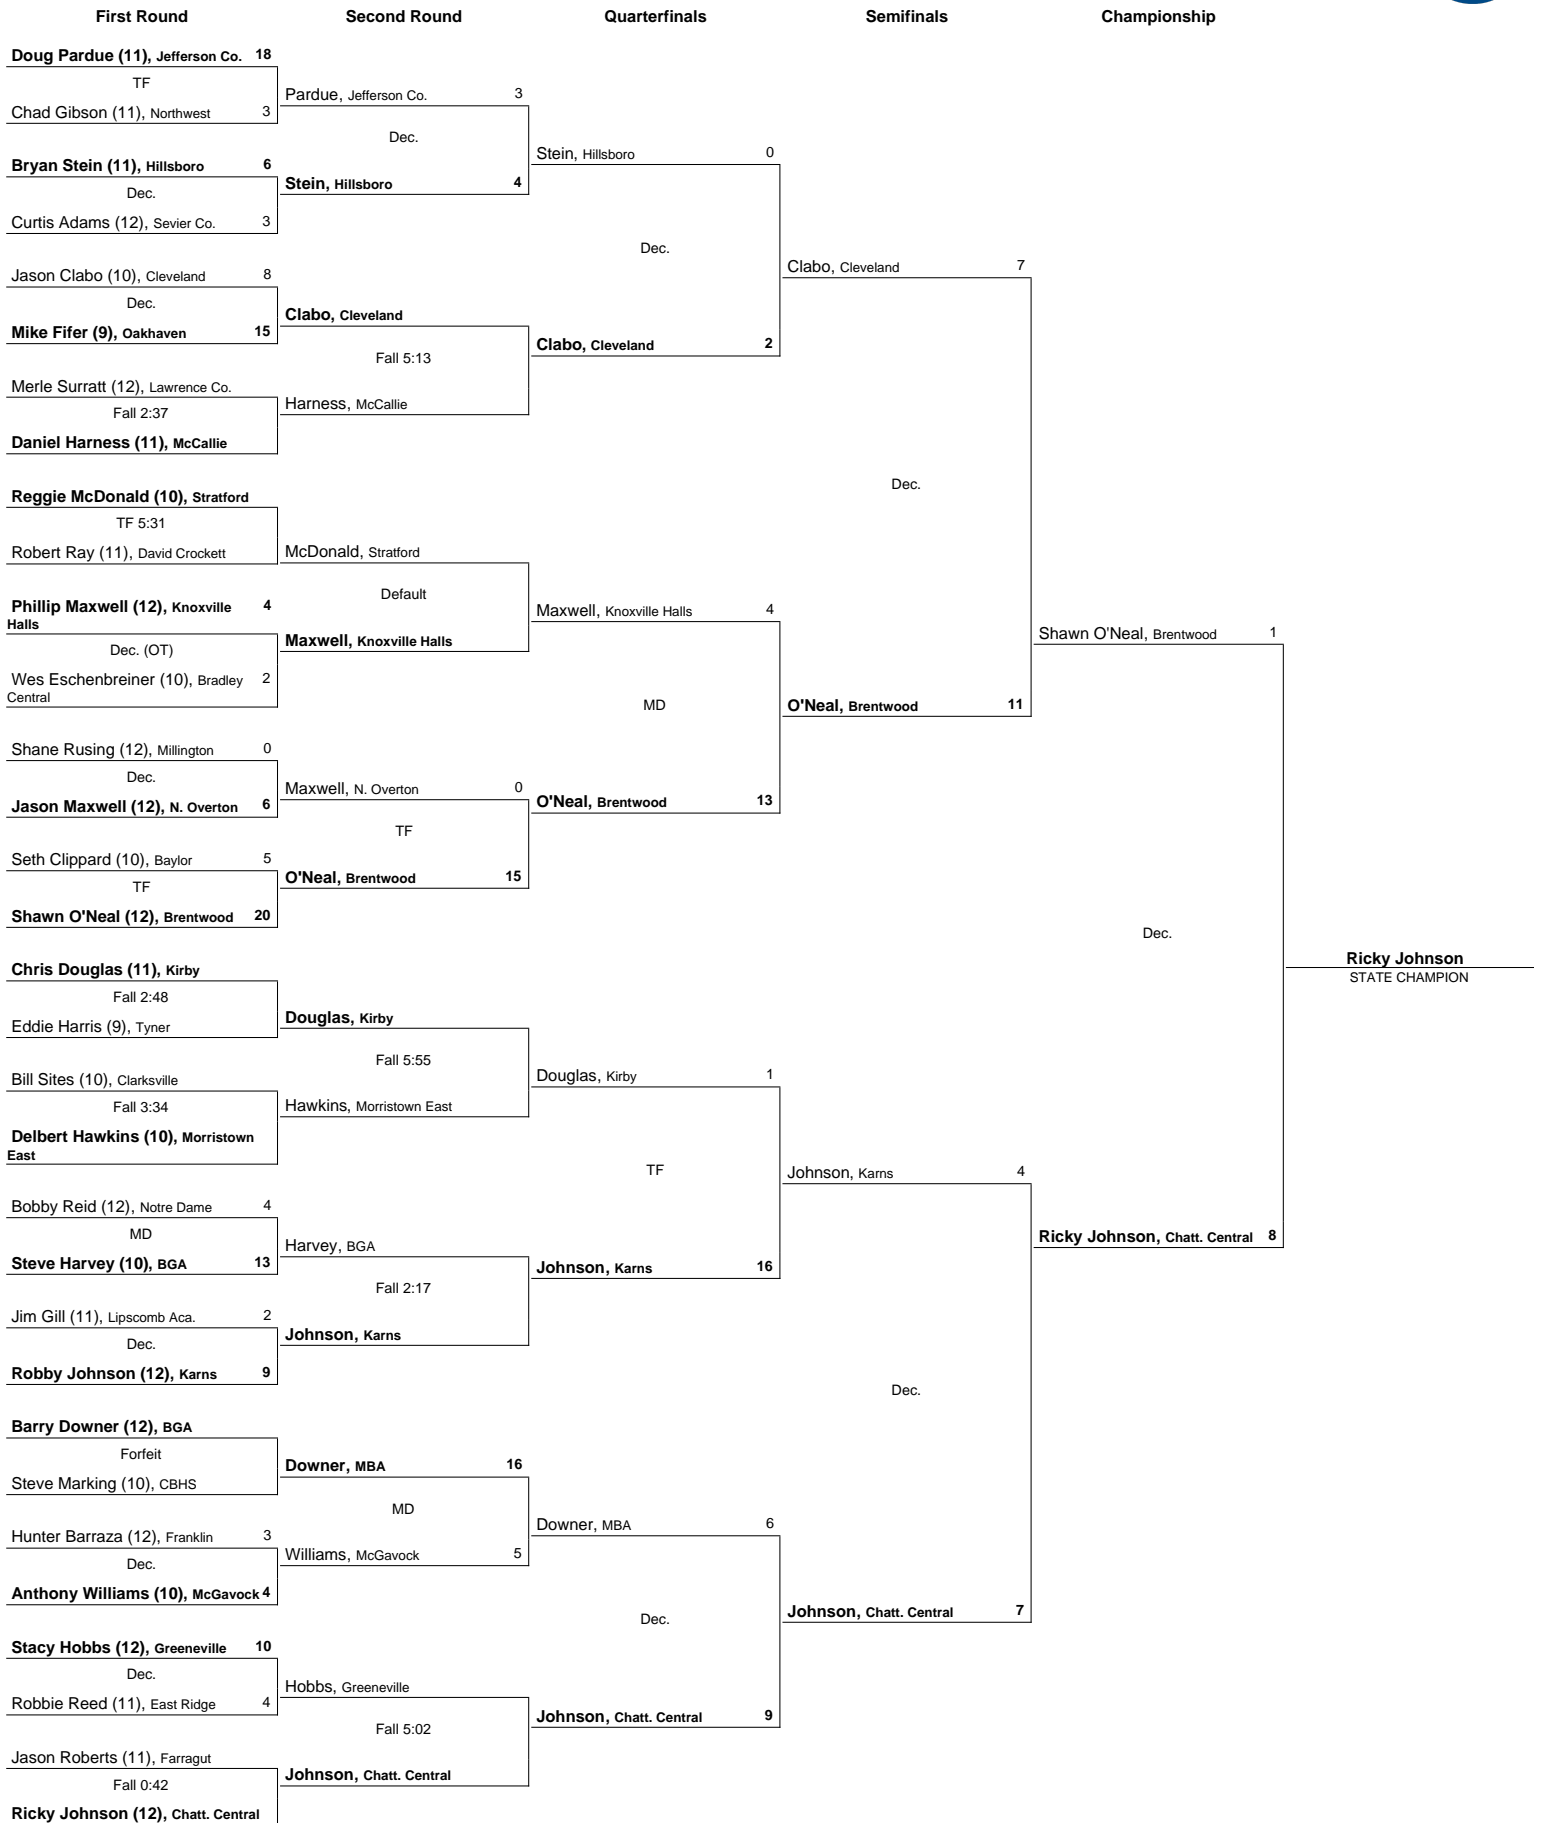 First Round
Second Round
Quarterfinals
Semifinals
Championship
Doug Pardue (11), Jefferson Co. 18
TF
Chad Gibson (11), Northwest 3
Bryan Stein (11), Hillsboro 6
Dec.
Curtis Adams (12), Sevier Co. 3
Jason Clabo (10), Cleveland 8
Dec.
Mike Fifer (9), Oakhaven 15
Merle Surratt (12), Lawrence Co.
Fall 2:37
Daniel Harness (11), McCallie
Reggie McDonald (10), Stratford
TF 5:31
Robert Ray (11), David Crockett
Phillip Maxwell (12), Knoxville 4
Halls
Dec. (OT)
Wes Eschenbreiner (10), Bradley 2
Central
Shane Rusing (12), Millington 0
Dec.
Jason Maxwell (12), N. Overton 6
Seth Clippard (10), Baylor 5
TF
Shawn O'Neal (12), Brentwood 20
Chris Douglas (11), Kirby
Fall 2:48
Eddie Harris (9), Tyner
Bill Sites (10), Clarksville
Fall 3:34
Delbert Hawkins (10), Morristown
East
Bobby Reid (12), Notre Dame 4
MD
Steve Harvey (10), BGA 13
Jim Gill (11), Lipscomb Aca. 2
Dec.
Robby Johnson (12), Karns 9
Barry Downer (12), BGA
Forfeit
Steve Marking (10), CBHS
Hunter Barraza (12), Franklin 3
Dec.
Anthony Williams (10), McGavock 4
Stacy Hobbs (12), Greeneville 10
Dec.
Robbie Reed (11), East Ridge 4
Jason Roberts (11), Farragut
Fall 0:42
Ricky Johnson (12), Chatt. Central
Pardue, Jefferson Co. 3
Dec.
Stein, Hillsboro 4
Clabo, Cleveland
Fall 5:13
Harness, McCallie
McDonald, Stratford
Default
Maxwell, Knoxville Halls
Maxwell, N. Overton 0
TF
O'Neal, Brentwood 15
Douglas, Kirby
Fall 5:55
Hawkins, Morristown East
Harvey, BGA
Fall 2:17
Johnson, Karns
Downer, MBA 16
MD
Williams, McGavock 5
Hobbs, Greeneville
Fall 5:02
Johnson, Chatt. Central
Stein, Hillsboro 0
Dec.
Clabo, Cleveland 2
Maxwell, Knoxville Halls 4
MD
O'Neal, Brentwood 13
Douglas, Kirby 1
TF
Johnson, Karns 16
Downer, MBA 6
Dec.
Johnson, Chatt. Central 9
Clabo, Cleveland 7
Dec.
O'Neal, Brentwood 11
Johnson, Karns 4
Dec.
Johnson, Chatt. Central 7
Shawn O'Neal, Brentwood 1
Dec.
Ricky Johnson, Chatt. Central 8
Ricky Johnson
STATE CHAMPION